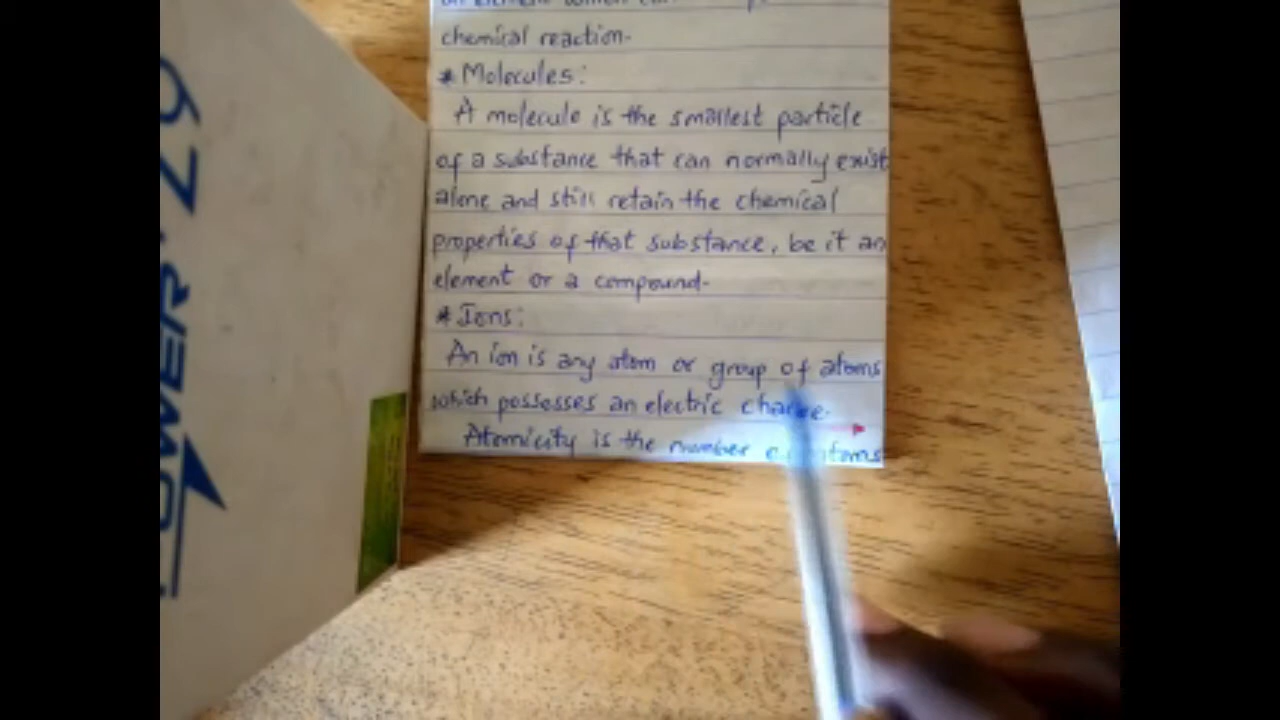 chemical reaction.
* Molecules:
A molecule is the smallest particle
of a substance that can normally exist
alone and still retain the chemical
properties of that substance, be it an
element or a compound.
* Ions:
An ion is any atom or group of atoms
which possesses an electric charge.
Atomicity is the number atoms
POWER